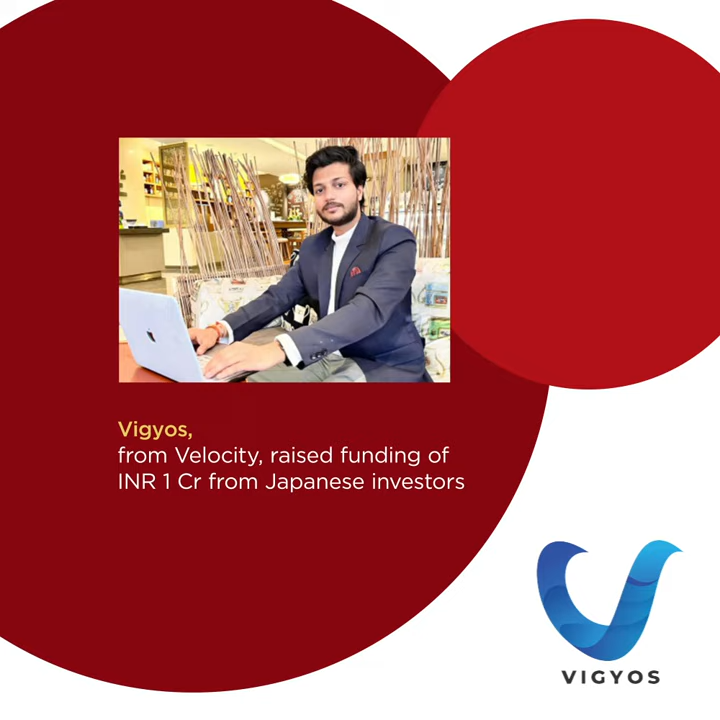 Vigyos,
from Velocity, raised funding of
INR 1 Cr from Japanese investors
VIGYOS